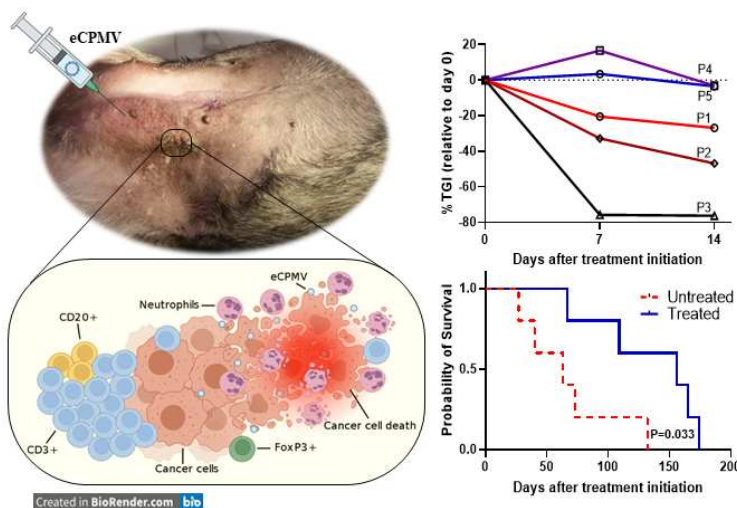 eCPMV
eCPMV
Neutrophils
CD20+
Cancer cell death
CD3+
FoxP3+
Cancer cells
Created in BioRender.com bio
% TGI (relative to day 0)
20
0
-20
-40
-60
-80
P4
P5
P1
P2
P3
0 7 14
Days after treatment initiation
Probability of Survival
1.0
0.5
0.0
Untreated
Treated
P=0.033
0 50 100 150 200
Days after treatment initiation